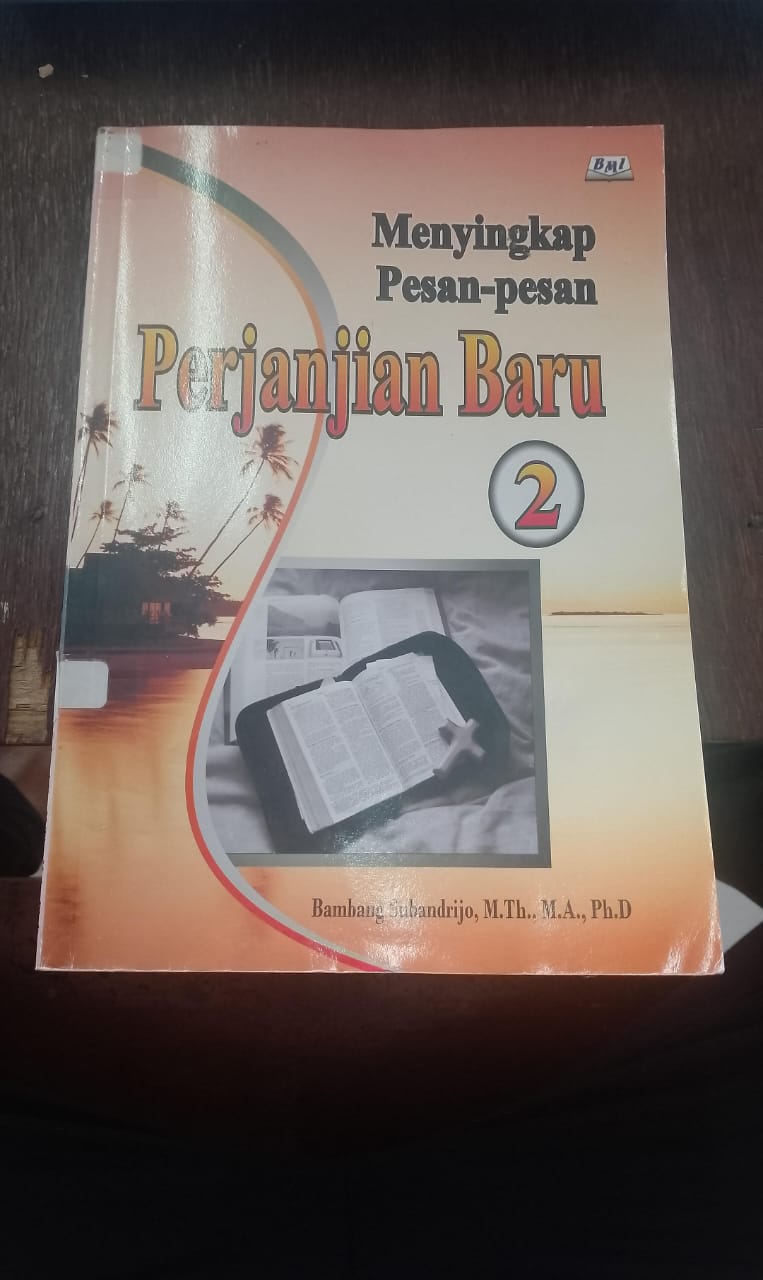 BMI
Menyingkap
Pesan-pesan
Perjanjian Baru
2
Bambang Subandrijo, M.Th., M.A., Ph.D